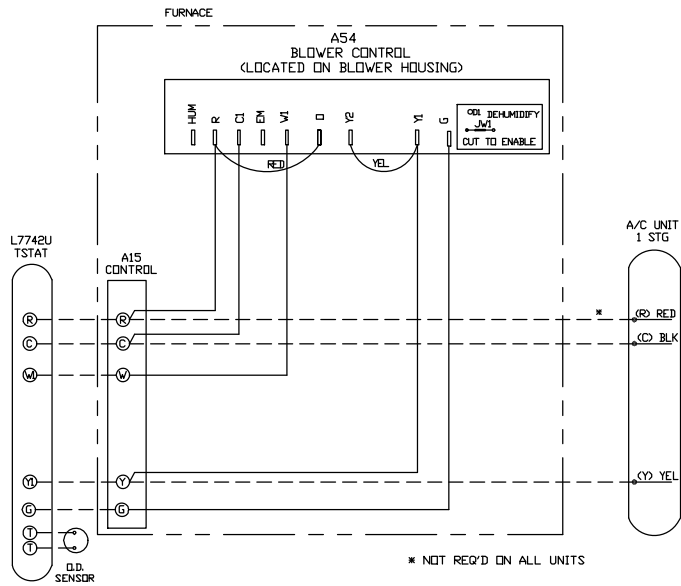 FURNACE
A54
BLOWER CONTROL
(LOCATED ON BLOWER HOUSING)
HUM R C1 EM W1 O Y2 Y1 G
OD1 DEHUMIDIFY
JW1
CUT TO ENABLE
RED YEL
L7742U
TSTAT
A15
CONTROL
A/C UNIT
1 STG
R R * (R) RED
C C (C) BLK
W1 W
Y1 Y (Y) YEL
G G
T
T
O.D.
SENSOR
* NOT REQ'D ON ALL UNITS